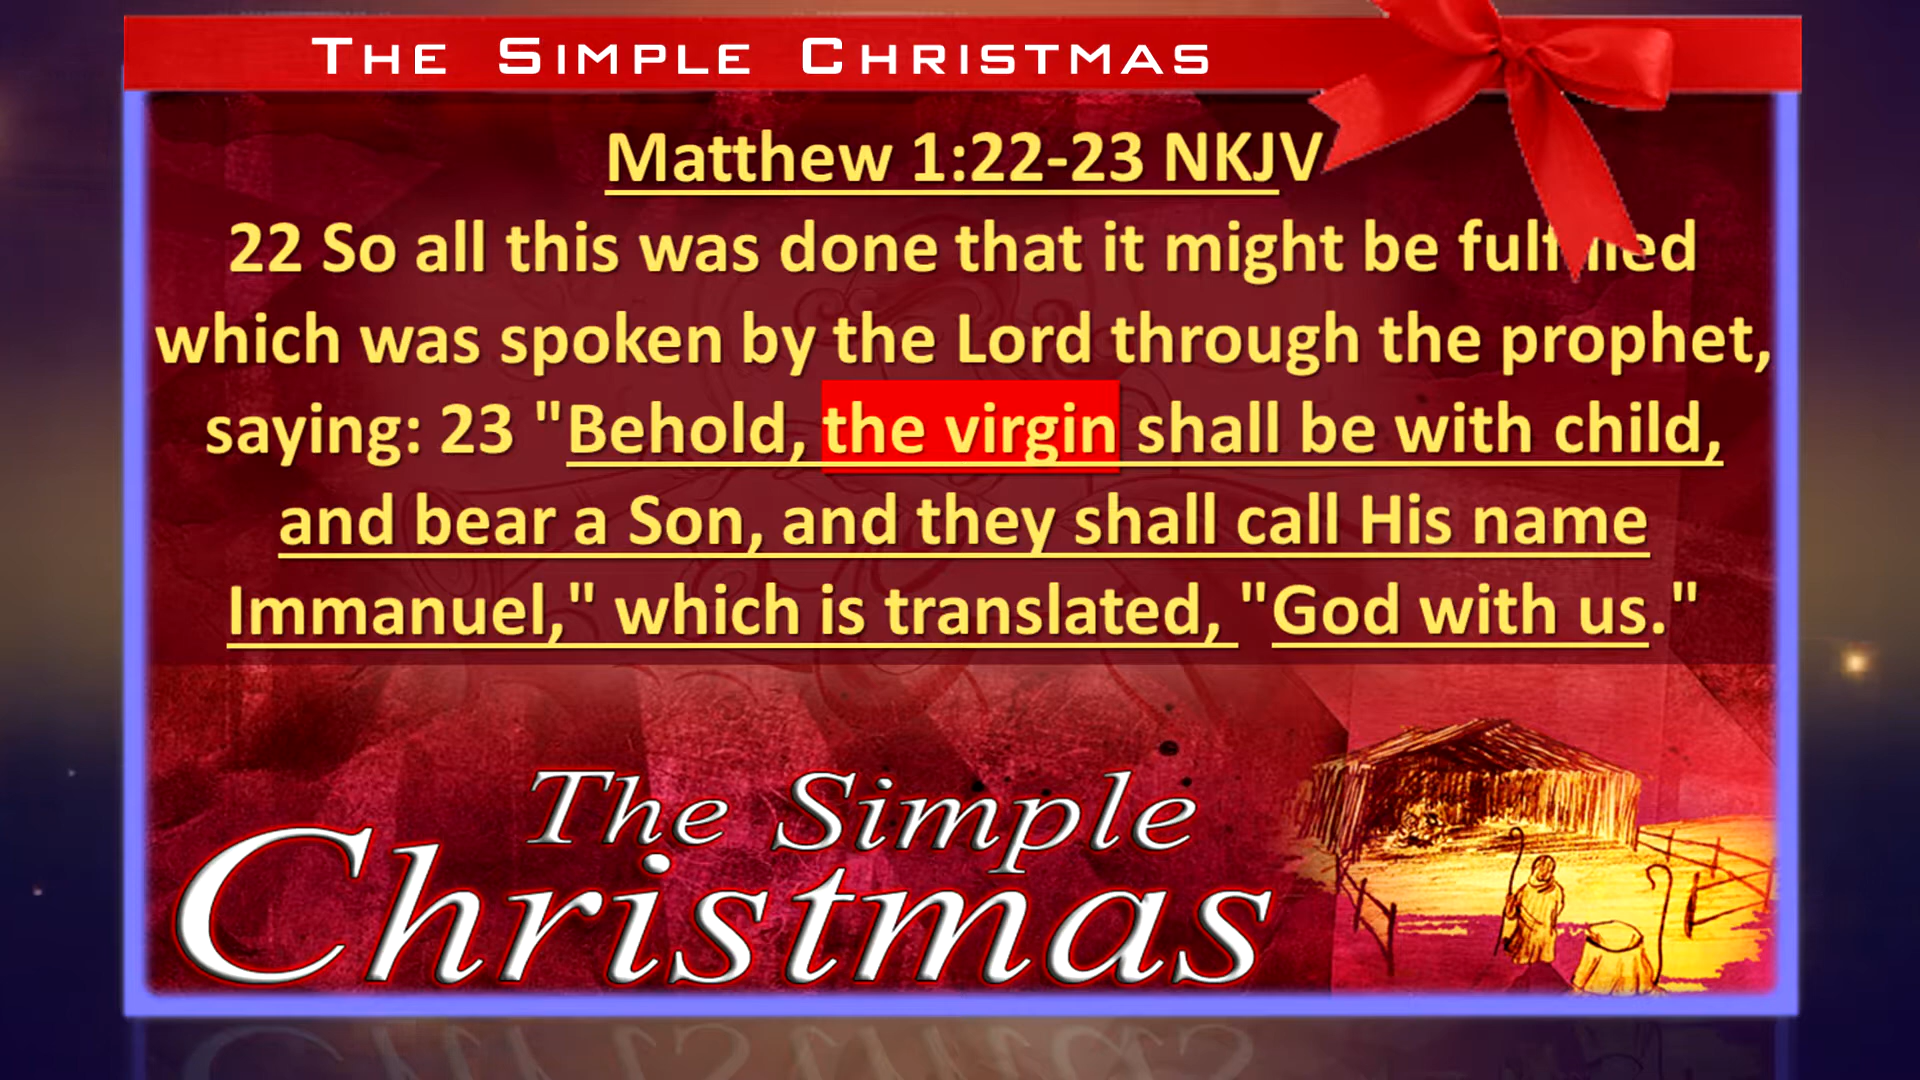 THE SIMPLE CHRISTMAS
Matthew 1:22-23 NKJV
22 So all this was done that it might be fulfilled
which was spoken by the Lord through the prophet,
saying: 23 "Behold, the virgin shall be with child,
and bear a Son, and they shall call His name
Immanuel," which is translated, "God with us."
The Simple
Christmas